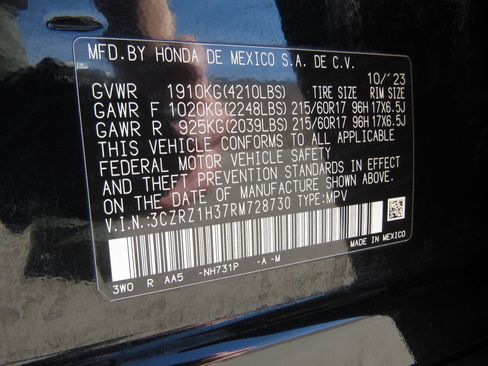 MFD.BY HONDA DE MEXICO S.A. DE C.V.
10/'23
GVWR 1910KG(4210LBS) TIRE SIZE RIM SIZE
GAWR F 1020KG(2248LBS) 215/60R17 96H 17X6.5J
GAWR R 925KG(2039LBS) 215/60R17 96H 17X6.5J
THIS VEHICLE CONFORMS TO ALL APPLICABLE
FEDERAL MOTOR VEHICLE SAFETY
AND THEFT PREVENTION STANDARDS IN EFFECT
ON THE DATE OF MANUFACTURE SHOWN ABOVE.
V.I.N.:3CZRZ1H37RM728730 TYPE:MPV
3W0 R AA5 -NH731P -A -M